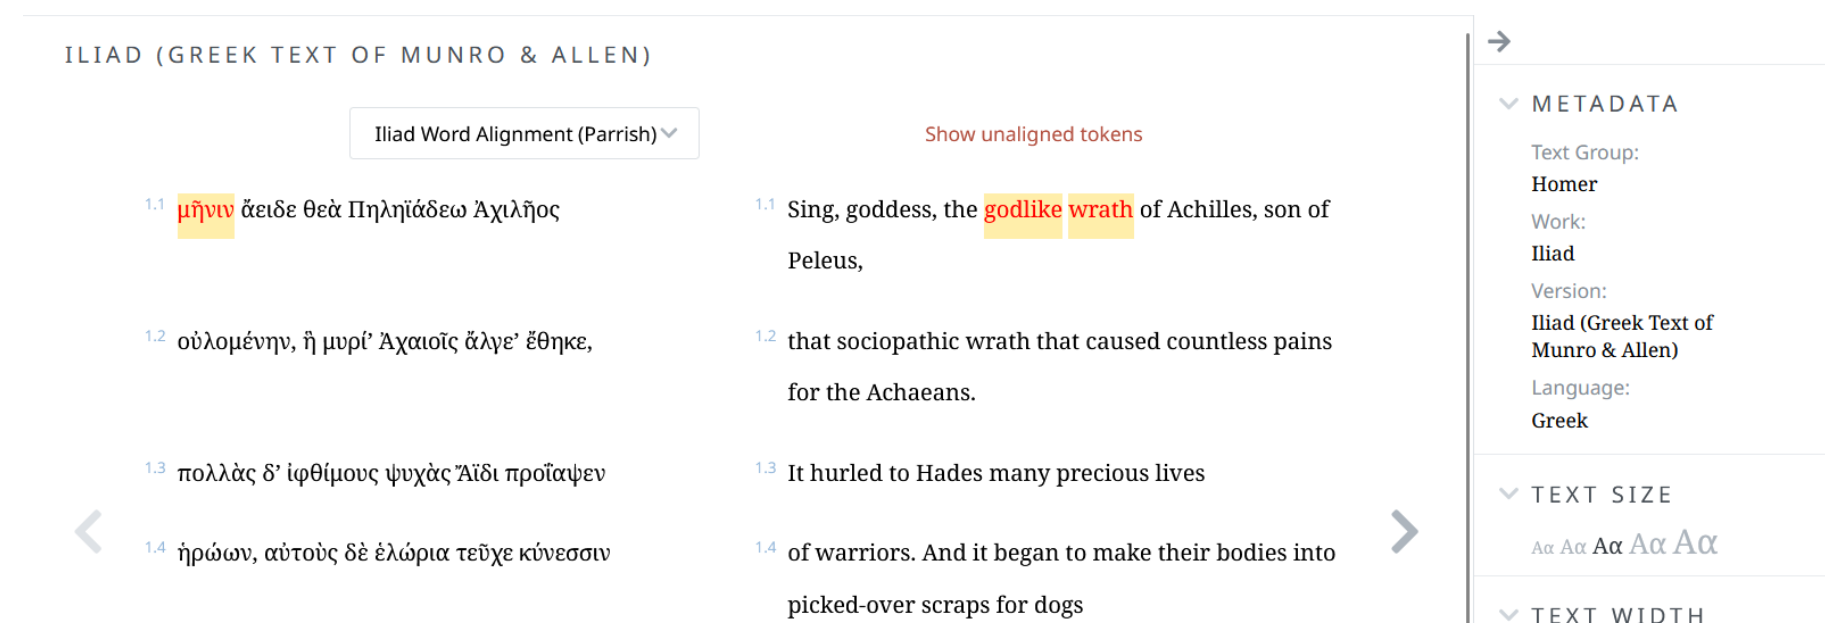 ILIAD (GREEK TEXT OF MUNRO & ALLEN)
Iliad Word Alignment (Parrish)
Show unaligned tokens
1.1 μῆνιν ἄειδε θεὰ Πηληϊάδεω Ἀχιλῆος
1.1 Sing, goddess, the godlike wrath of Achilles, son of
Peleus,
1.2 οὐλομένην, ἣ μυρί’ Ἀχαιοῖς ἄλγε’ ἔθηκε,
1.2 that sociopathic wrath that caused countless pains
for the Achaeans.
1.3 πολλὰς δ’ ἰφθίμους ψυχὰς Ἄϊδι προΐαψεν
1.3 It hurled to Hades many precious lives
1.4 ἡρώων, αὐτοὺς δὲ ἑλώρια τεῦχε κύνεσσιν
1.4 of warriors. And it began to make their bodies into
picked-over scraps for dogs
METADATA
Text Group:
Homer
Work:
Iliad
Version:
Iliad (Greek Text of
Munro & Allen)
Language:
Greek
TEXT SIZE
Aα Aα Aα Aα Aα
TEXT WIDTH